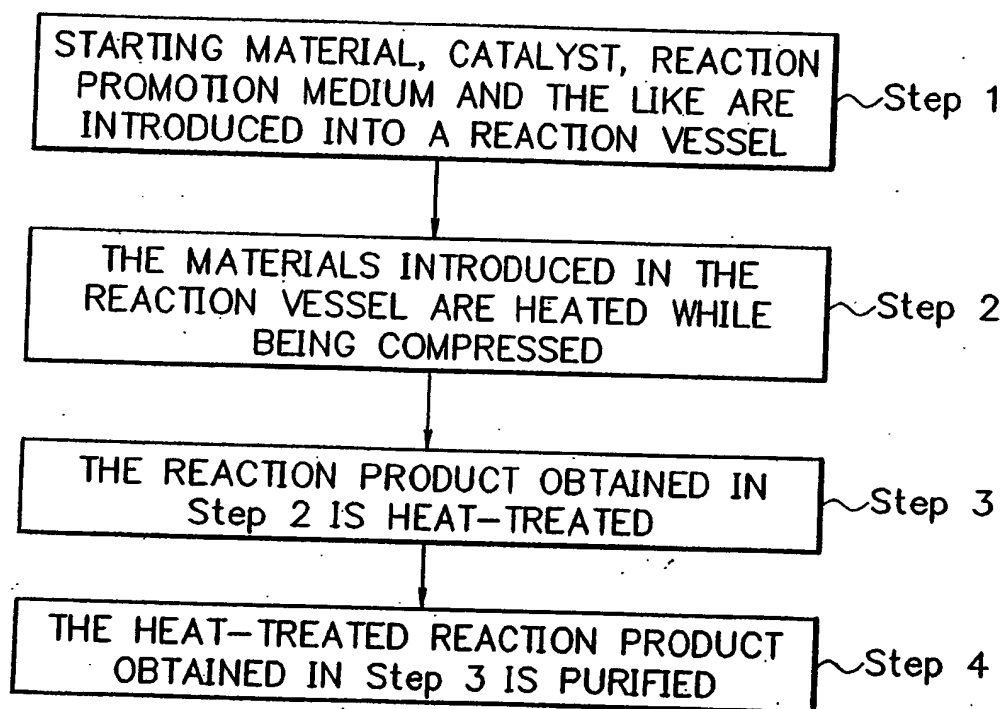 STARTING MATERIAL, CATALYST, REACTION
PROMOTION MEDIUM AND THE LIKE ARE
INTRODUCED INTO A REACTION VESSEL
Step 1
THE MATERIALS INTRODUCED IN THE
REACTION VESSEL ARE HEATED WHILE
BEING COMPRESSED
Step 2
THE REACTION PRODUCT OBTAINED IN
Step 2 IS HEAT-TREATED
Step 3
THE HEAT-TREATED REACTION PRODUCT
OBTAINED IN Step 3 IS PURIFIED
Step 4